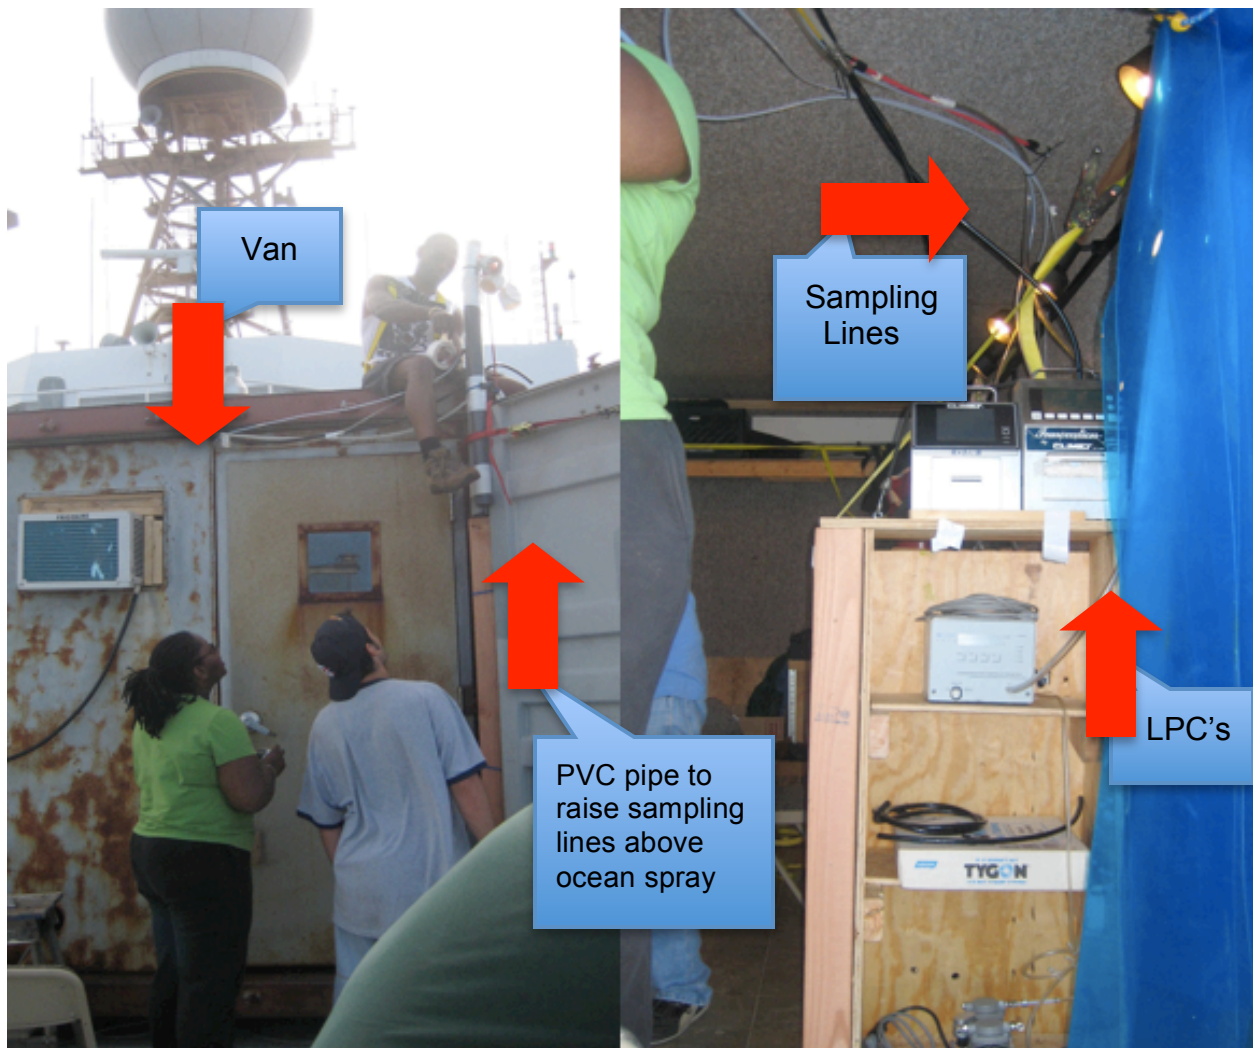 Van
PVC pipe to
raise sampling
lines above
ocean spray
Sampling
Lines
LPC's
TYGON